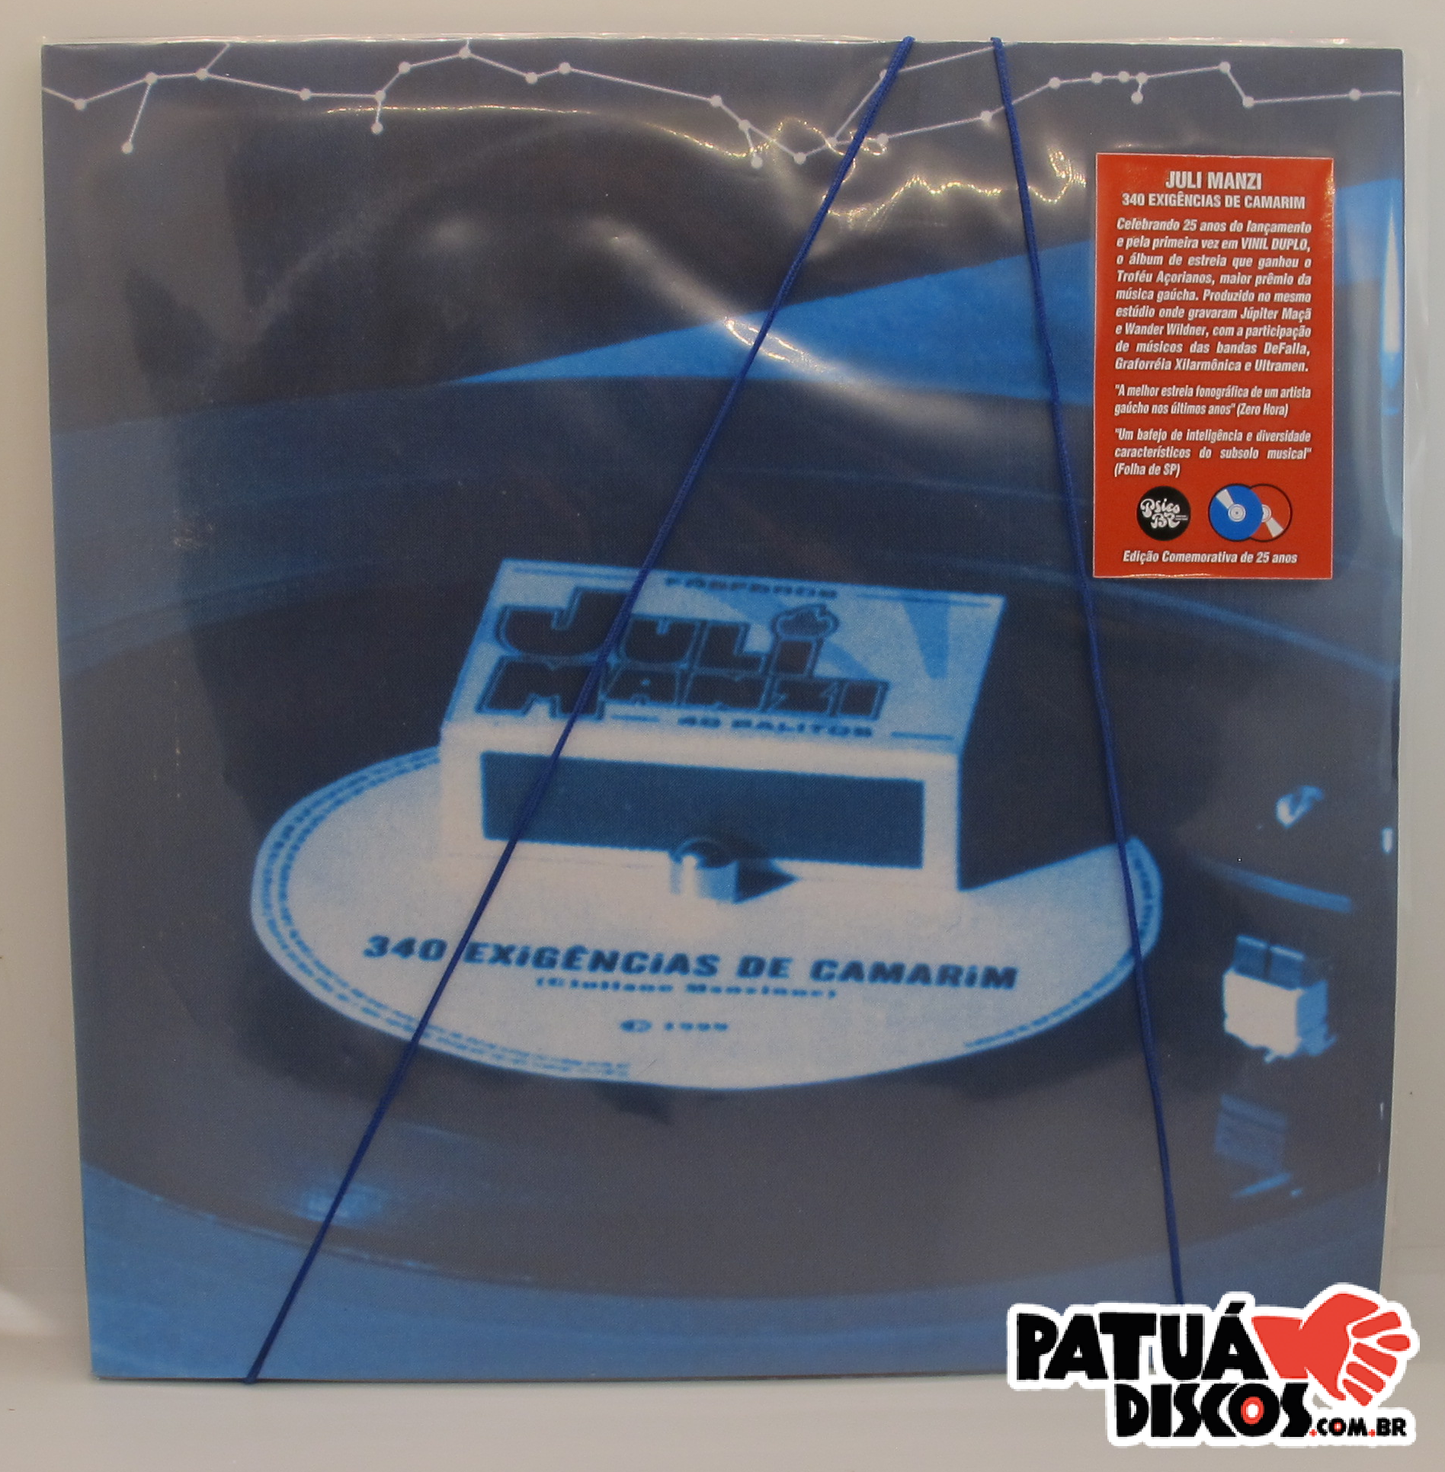 JULI MANZI
340 EXIGÊNCIAS DE CAMARIM
Celebrando 25 anos do lançamento
e pela primeira vez em VINIL DUPLO,
o álbum de estreia que ganhou o
Troféu Açorianos, maior prêmio da
música gaúcha. Produzido no mesmo
estúdio onde gravaram Júpiter Maçã
e Wander Wildner, com a participação
de músicos das bandas DeFalla,
Graforréia Xilarmônica e Ultramen.
"A melhor estreia fonográfica de um artista
gaúcho nos últimos anos" (Zero Hora)
"Um bafejo de inteligência e diversidade
característicos do subsolo musical"
(Folha de SP)
Psico
BR
Edição Comemorativa de 25 anos
FÓSFOROS
JULi
MANZI
40 PALITOS
340 EXiGÊNCiAS DE CAMARiM
© 1999
PATUÁ
DISCOS
.COM.BR